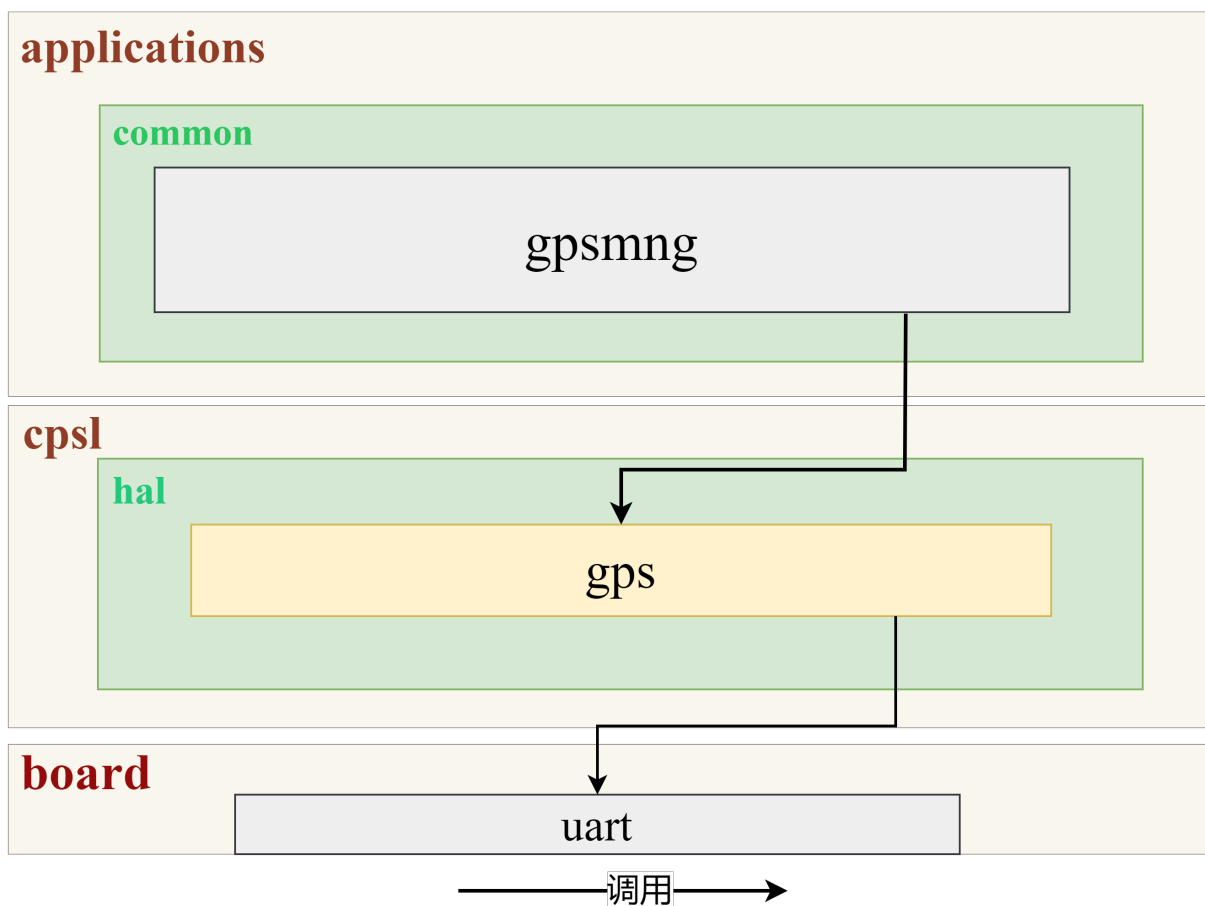 applications
common
gpsmng
cpsl
hal
gps
board
uart
调用